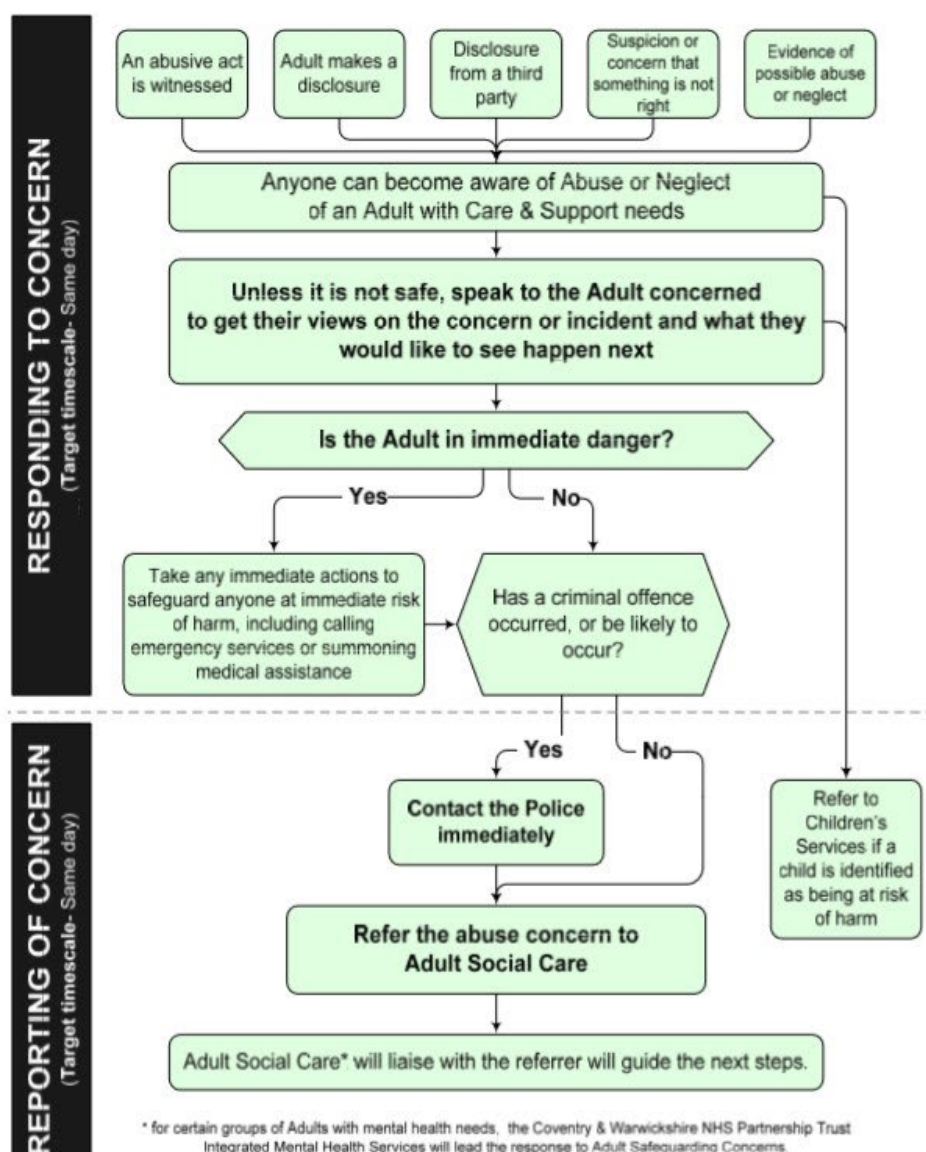 RESPONDING TO CONCERN
(Target timescale- Same day)
An abusive act
is witnessed
Adult makes a
disclosure
Disclosure
from a third
party
Suspicion or
concern that
something is not
right
Evidence of
possible abuse
or neglect
Anyone can become aware of Abuse or Neglect
of an Adult with Care & Support needs
Unless it is not safe, speak to the Adult concerned
to get their views on the concern or incident and what they
would like to see happen next
Is the Adult in immediate danger?
Yes
No
Take any immediate actions to
safeguard anyone at immediate risk
of harm, including calling
emergency services or summoning
medical assistance
Has a criminal offence
occurred, or be likely to
occur?
REPORTING OF CONCERN
(Target timescale- Same day)
Yes
No
Contact the Police
immediately
Refer to
Children's
Services if a
child is identified
as being at risk
of harm
Refer the abuse concern to
Adult Social Care
Adult Social Care* will liaise with the referrer will guide the next steps.
* for certain groups of Adults with mental health needs, the Coventry & Warwickshire NHS Partnership Trust
Integrated Mental Health Services will lead the response to Adult Safeguarding Concerns.